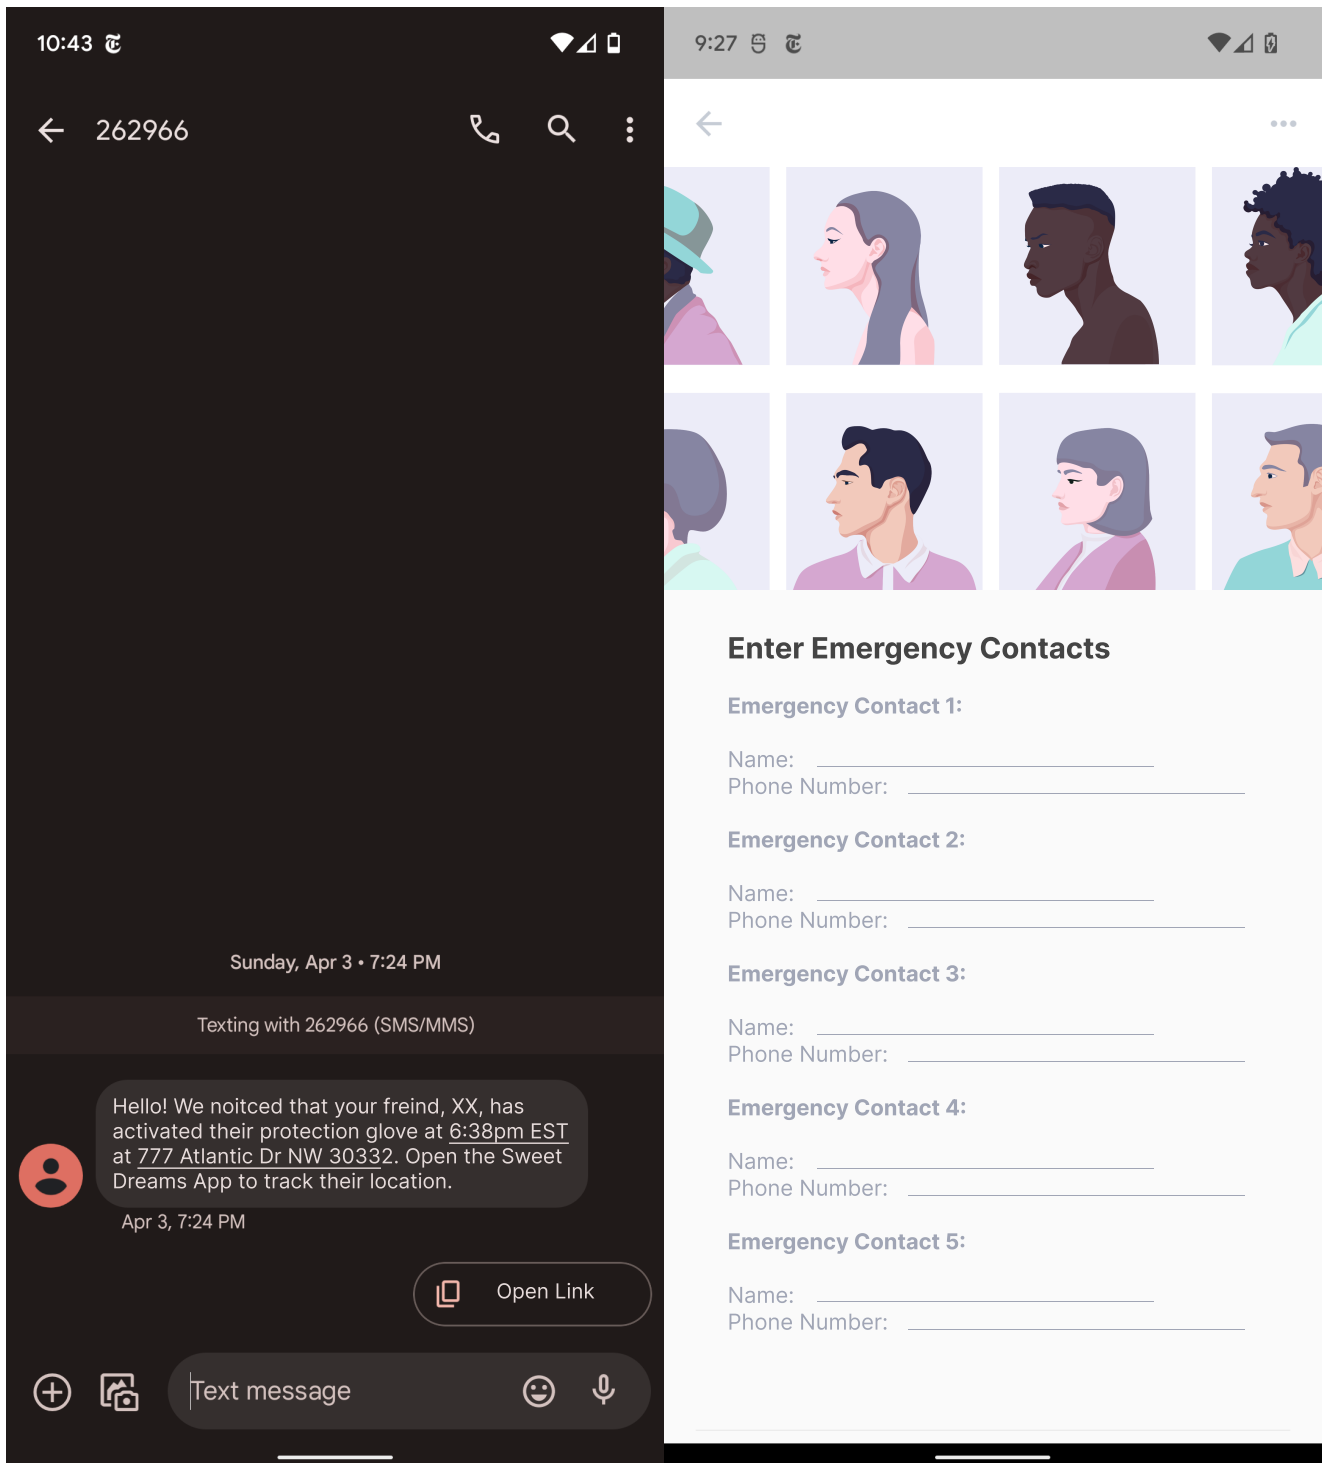 10:43
262966
Sunday, Apr 3 • 7:24 PM
Texting with 262966 (SMS/MMS)
Hello! We noitced that your freind, XX, has
activated their protection glove at 6:38pm EST
at 777 Atlantic Dr NW 30332. Open the Sweet
Dreams App to track their location.
Apr 3, 7:24 PM
Open Link
Text message
9:27
Enter Emergency Contacts
Emergency Contact 1:
Name:
Phone Number:
Emergency Contact 2:
Name:
Phone Number:
Emergency Contact 3:
Name:
Phone Number:
Emergency Contact 4:
Name:
Phone Number:
Emergency Contact 5:
Name:
Phone Number: